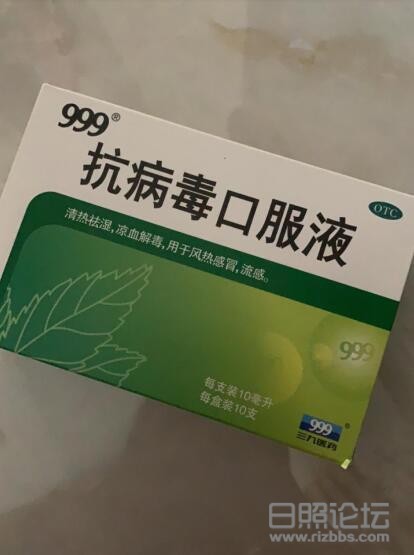 999®
抗病毒口服液
OTC
清热祛湿,凉血解毒,用于风热感冒,流感。
999
每支装10毫升
每盒装10支
999®
三九医药
日照论坛
www.rizbbs.com